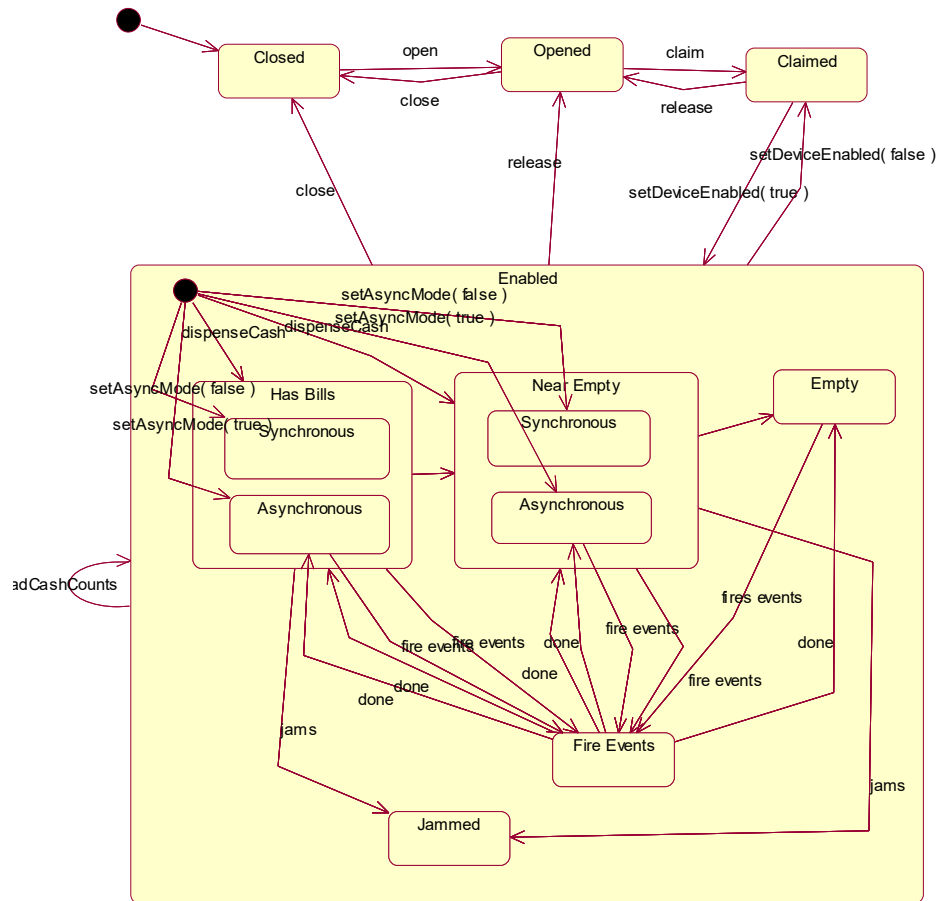 Closed
open
Opened
claim
Claimed
close
release
setDeviceEnabled( false )
release
close
setDeviceEnabled( true )
Enabled
setAsyncMode( false )
setAsyncMode( true )
dispenseCash
dispenseCash
Near Empty
Empty
setAsyncMode( false )
Has Bills
setAsyncMode( true )
Synchronous
Synchronous
Asynchronous
Asynchronous
adCashCounts
fires events
fire events
fire events
done
fire events
done
done
fire events
done
done
jams
Fire Events
jams
Jammed